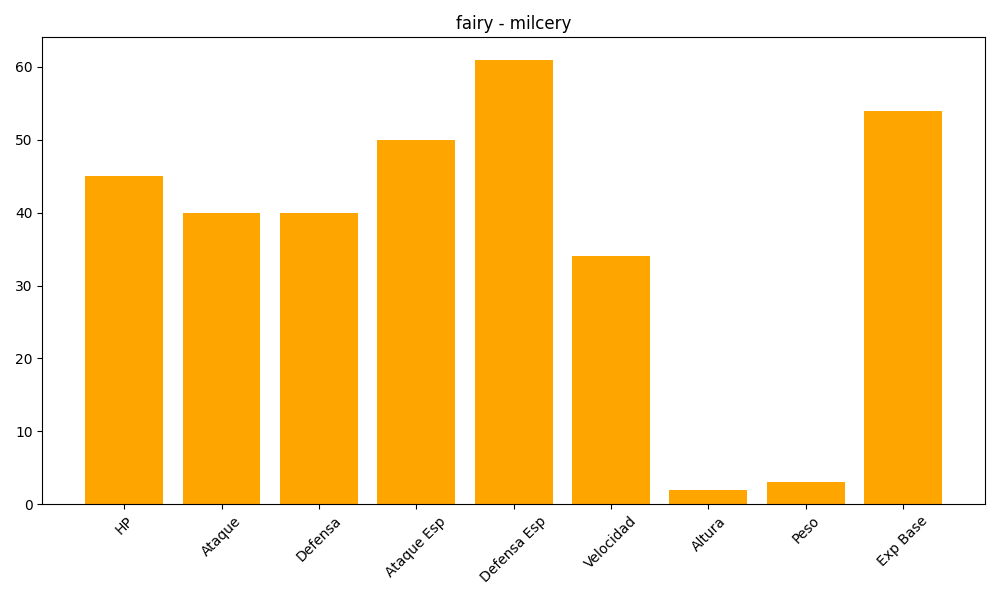 fairy - milcery
60
50
40
30
20
10
0
HP
Ataque
Defensa
Ataque Esp
Defensa Esp
Velocidad
Altura
Peso
Exp Base